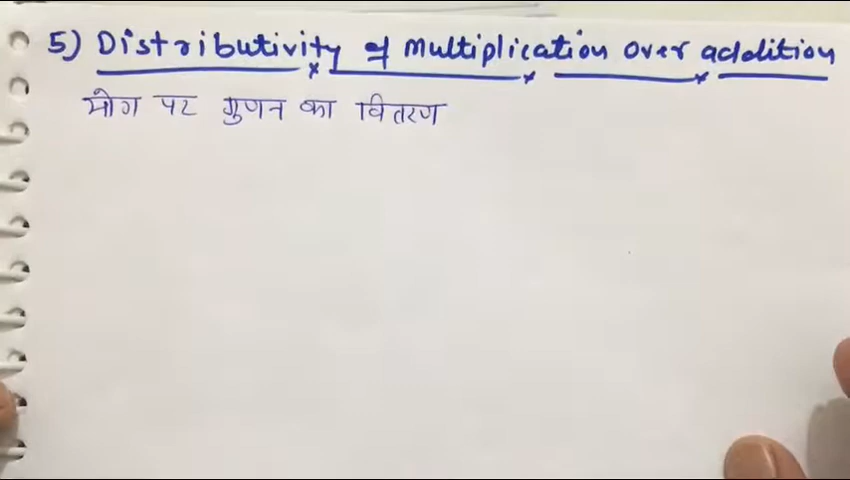 5) Distributivity of multiplication over addition
योग पर गुणन का वितरण